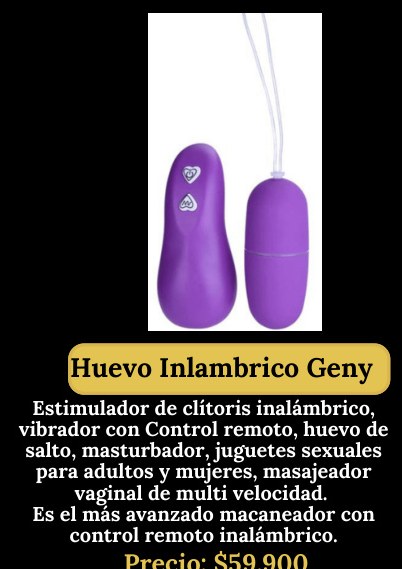 Huevo Inlambrico Geny
Estimulador de clítoris inalámbrico,
vibrador con Control remoto, huevo de
salto, masturbador, juguetes sexuales
para adultos y mujeres, masajeador
vaginal de multi velocidad.
Es el más avanzado macaneador con
control remoto inalámbrico.
Precio: $59.900